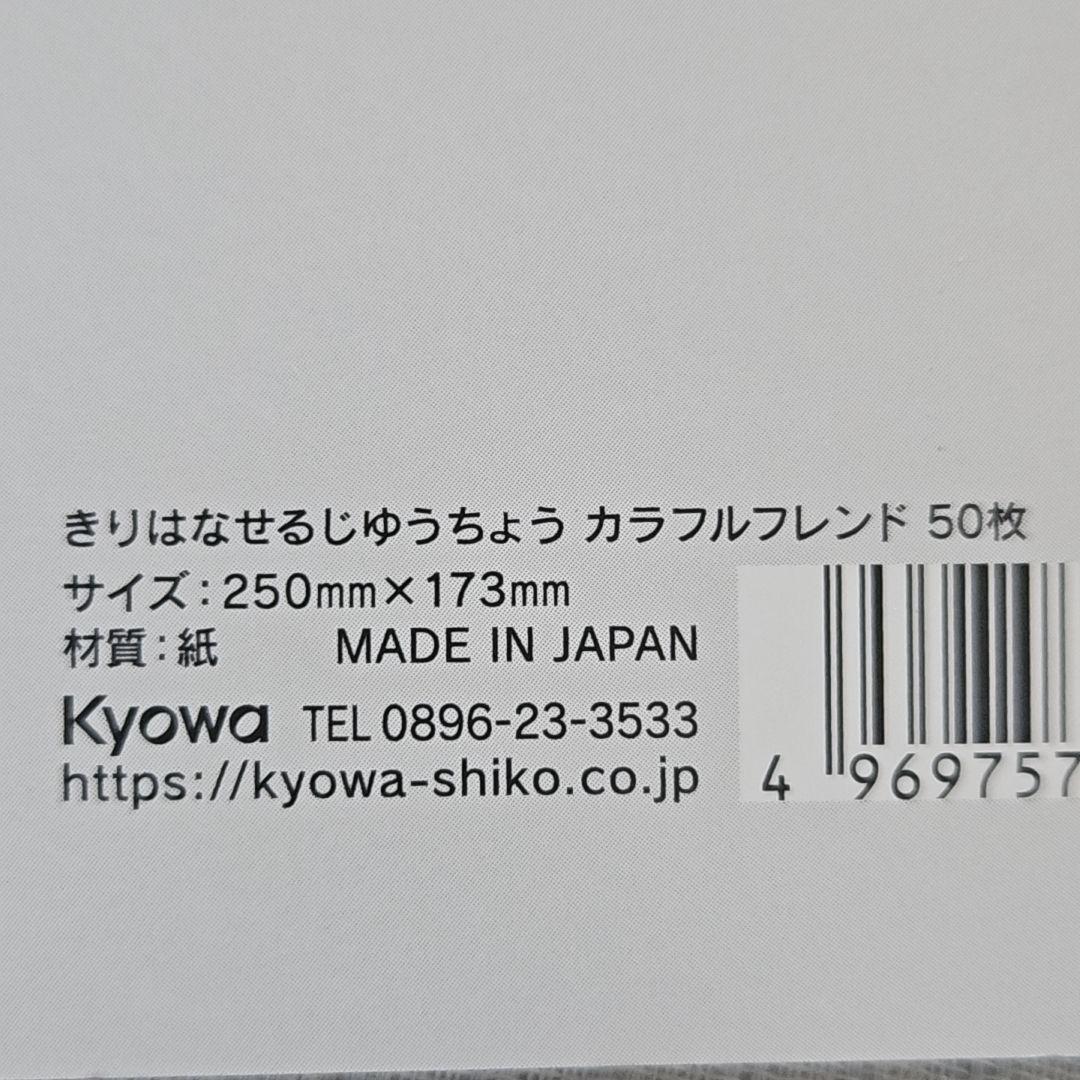 きりはなせるじゆうちょう カラフルフレンド 50枚
サイズ:250mm×173mm
材質:紙 MADE IN JAPAN
Kyowa TEL 0896-23-3533
https://kyowa-shiko.co.jp
4 969757